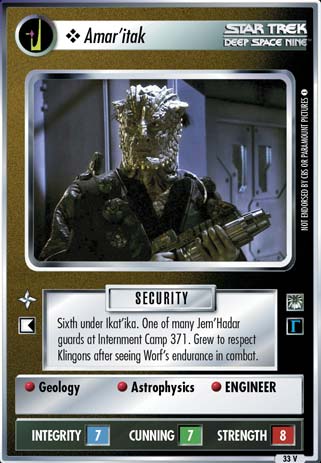 ❖ Amar'itak
STAR TREK
DEEP SPACE NINE
NOT ENDORSED BY CBS OR PARAMOUNT PICTURES
SECURITY
Sixth under Ikat'ika. One of many Jem'Hadar
guards at Internment Camp 371. Grew to respect
Klingons after seeing Worf's endurance in combat.
Geology
Astrophysics
ENGINEER
INTEGRITY 7 CUNNING 7 STRENGTH 8
33 V